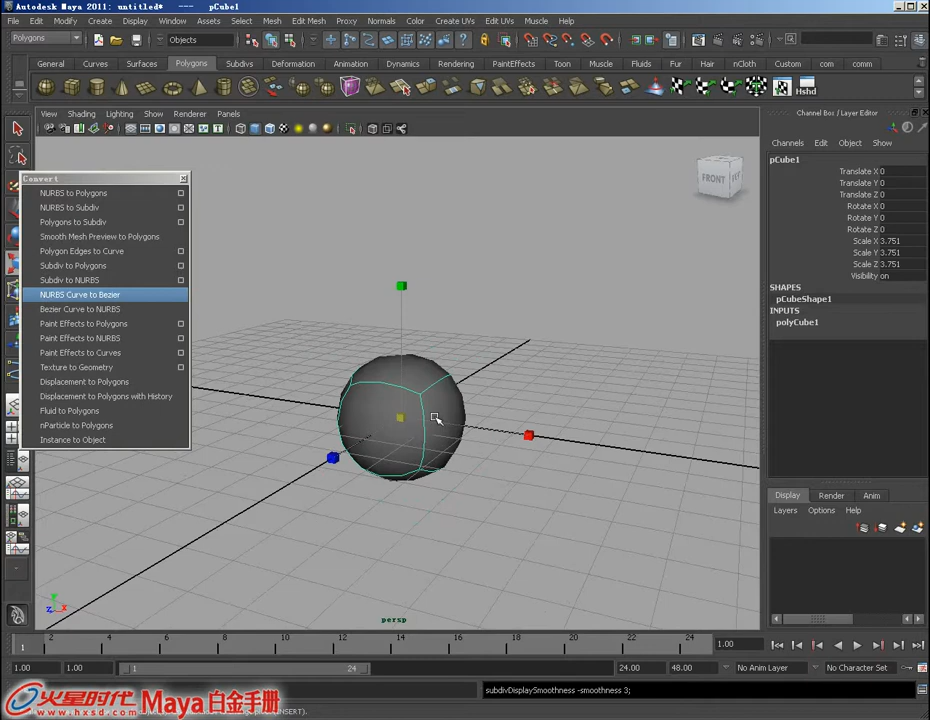 Autodesk Maya 2011: untitled* --- pCube1
File Edit Modify Create Display Window Assets Select Mesh Edit Mesh Proxy Normals Color Create UVs Edit UVs Muscle Help
Polygons Objects
General Curves Surfaces Polygons Subdivs Deformation Animation Dynamics Rendering PaintEffects Toon Muscle Fluids Fur Hair nCloth Custom com comm
Hshd
View Shading Lighting Show Renderer Panels
Channel Box / Layer Editor
Channels Edit Object Show
pCube1
Translate X 0
Translate Y 0
Translate Z 0
Rotate X 0
Rotate Y 0
Rotate Z 0
Scale X 3.751
Scale Y 3.751
Scale Z 3.751
Visibility on
SHAPES
pCubeShape1
INPUTS
polyCube1
Convert
NURBS to Polygons
NURBS to Subdiv
Polygons to Subdiv
Smooth Mesh Preview to Polygons
Polygon Edges to Curve
Subdiv to Polygons
Subdiv to NURBS
NURBS Curve to Bezier
Bezier Curve to NURBS
Paint Effects to Polygons
Paint Effects to NURBS
Paint Effects to Curves
Texture to Geometry
Displacement to Polygons
Displacement to Polygons with History
Fluid to Polygons
nParticle to Polygons
Instance to Object
FRONT
persp
Y
Z X
Display Render Anim
Layers Options Help
1 2 4 6 8 10 12 14 16 18 20 22 24 1.00
1.00 1.00 1 24 24.00 48.00 No Anim Layer No Character Set
subdivDisplaySmoothness -smoothness 3;
火星时代 Maya 白金手册
www.hxsd.com
INSERT).